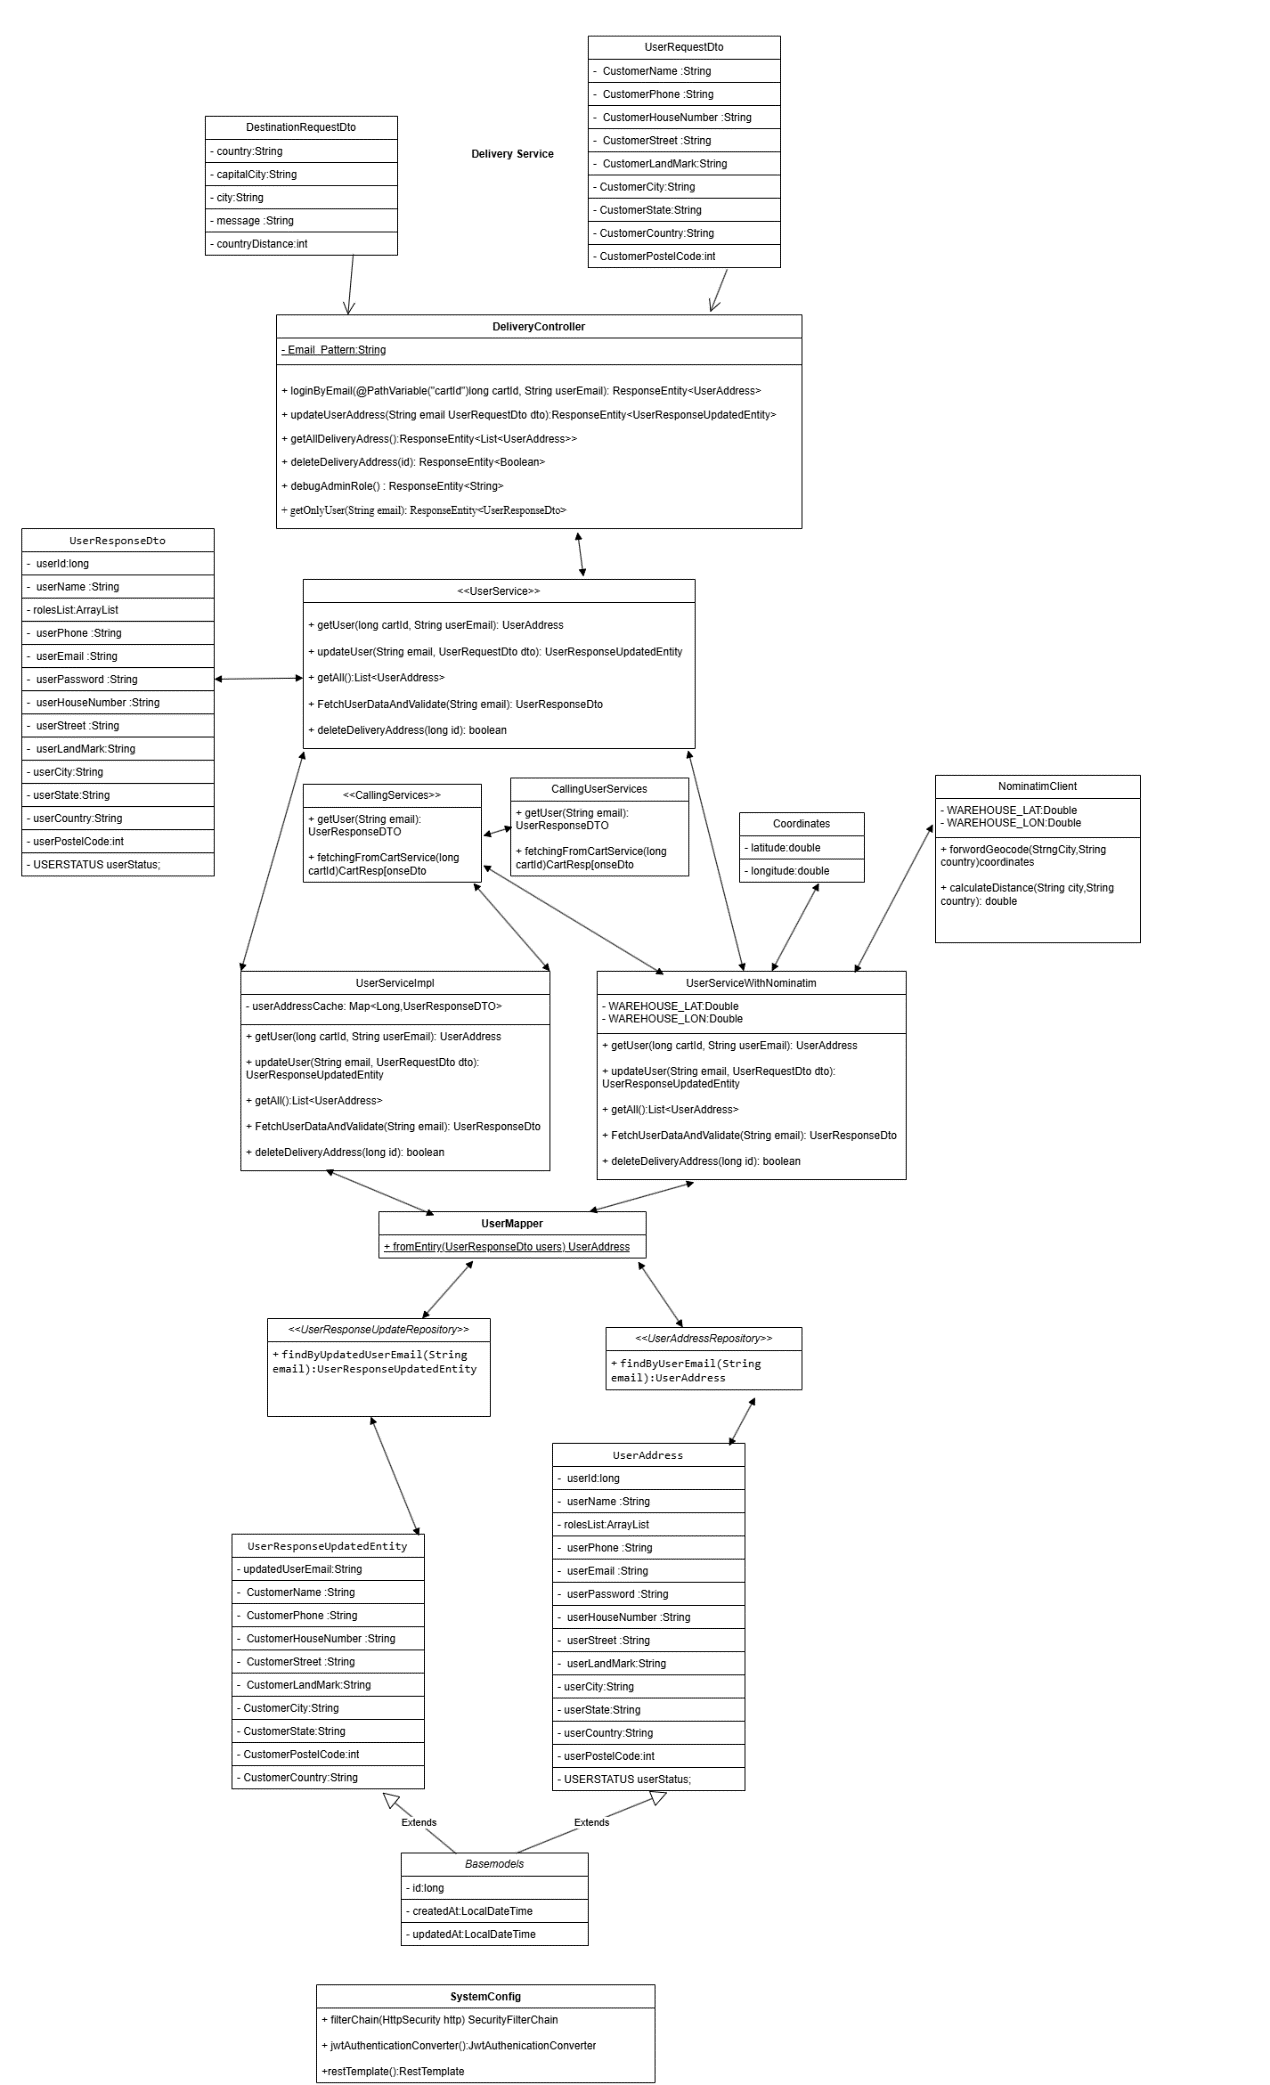 UserRequestDto
- CustomerName :String
- CustomerPhone :String
- CustomerHouseNumber :String
- CustomerStreet :String
- CustomerLandMark:String
- CustomerCity:String
- CustomerState:String
- CustomerCountry:String
- CustomerPostelCode:int
DestinationRequestDto
- country:String
- capitalCity:String
- city:String
- message :String
- countryDistance:int
Delivery Service
DeliveryController
- Email_Pattern:String
+ loginByEmail(@PathVariable("cartId")long cartId, String userEmail): ResponseEntity<UserAddress>
+ updateUserAddress(String email UserRequestDto dto):ResponseEntity<UserResponseUpdatedEntity>
+ getAllDeliveryAdress():ResponseEntity<List<UserAddress>>
+ deleteDeliveryAddress(id): ResponseEntity<Boolean>
+ debugAdminRole() : ResponseEntity<String>
+ getOnlyUser(String email): ResponseEntity<UserResponseDto>
UserResponseDto
- userId:long
- userName :String
- rolesList:ArrayList
- userPhone :String
- userEmail :String
- userPassword :String
- userHouseNumber :String
- userStreet :String
- userLandMark:String
- userCity:String
- userState:String
- userCountry:String
- userPostelCode:int
- USERSTATUS userStatus;
<<UserService>>
+ getUser(long cartId, String userEmail): UserAddress
+ updateUser(String email, UserRequestDto dto): UserResponseUpdatedEntity
+ getAll():List<UserAddress>
+ FetchUserDataAndValidate(String email): UserResponseDto
+ deleteDeliveryAddress(long id): boolean
<<CallingServices>>
+ getUser(String email):
UserResponseDTO
+ fetchingFromCartService(long
cartId)CartResp[onseDto
CallingUserServices
+ getUser(String email):
UserResponseDTO
+ fetchingFromCartService(long
cartId)CartResp[onseDto
Coordinates
- latitude:double
- longitude:double
NominatimClient
- WAREHOUSE_LAT:Double
- WAREHOUSE_LON:Double
+ forwordGeocode(StrngCity,String
country)coordinates
+ calculateDistance(String city,String
country): double
UserServiceImpl
- userAddressCache: Map<Long,UserResponseDTO>
+ getUser(long cartId, String userEmail): UserAddress
+ updateUser(String email, UserRequestDto dto):
UserResponseUpdatedEntity
+ getAll():List<UserAddress>
+ FetchUserDataAndValidate(String email): UserResponseDto
+ deleteDeliveryAddress(long id): boolean
UserServiceWithNominatim
- WAREHOUSE_LAT:Double
- WAREHOUSE_LON:Double
+ getUser(long cartId, String userEmail): UserAddress
+ updateUser(String email, UserRequestDto dto):
UserResponseUpdatedEntity
+ getAll():List<UserAddress>
+ FetchUserDataAndValidate(String email): UserResponseDto
+ deleteDeliveryAddress(long id): boolean
UserMapper
+ fromEntiry(UserResponseDto users) UserAddress
<<UserResponseUpdateRepository>>
+ findByUpdatedUserEmail(String
email):UserResponseUpdatedEntity
<<UserAddressRepository>>
+ findByUserEmail(String
email):UserAddress
UserAddress
- userId:long
- userName :String
- rolesList:ArrayList
- userPhone :String
- userEmail :String
- userPassword :String
- userHouseNumber :String
- userStreet :String
- userLandMark:String
- userCity:String
- userState:String
- userCountry:String
- userPostelCode:int
- USERSTATUS userStatus;
UserResponseUpdatedEntity
- updatedUserEmail:String
- CustomerName :String
- CustomerPhone :String
- CustomerHouseNumber :String
- CustomerStreet :String
- CustomerLandMark:String
- CustomerCity:String
- CustomerState:String
- CustomerPostelCode:int
- CustomerCountry:String
Extends
Extends
Basemodels
- id:long
- createdAt:LocalDateTime
- updatedAt:LocalDateTime
SystemConfig
+ filterChain(HttpSecurity http) SecurityFilterChain
+ jwtAuthenticationConverter():JwtAuthenicationConverter
+restTemplate():RestTemplate